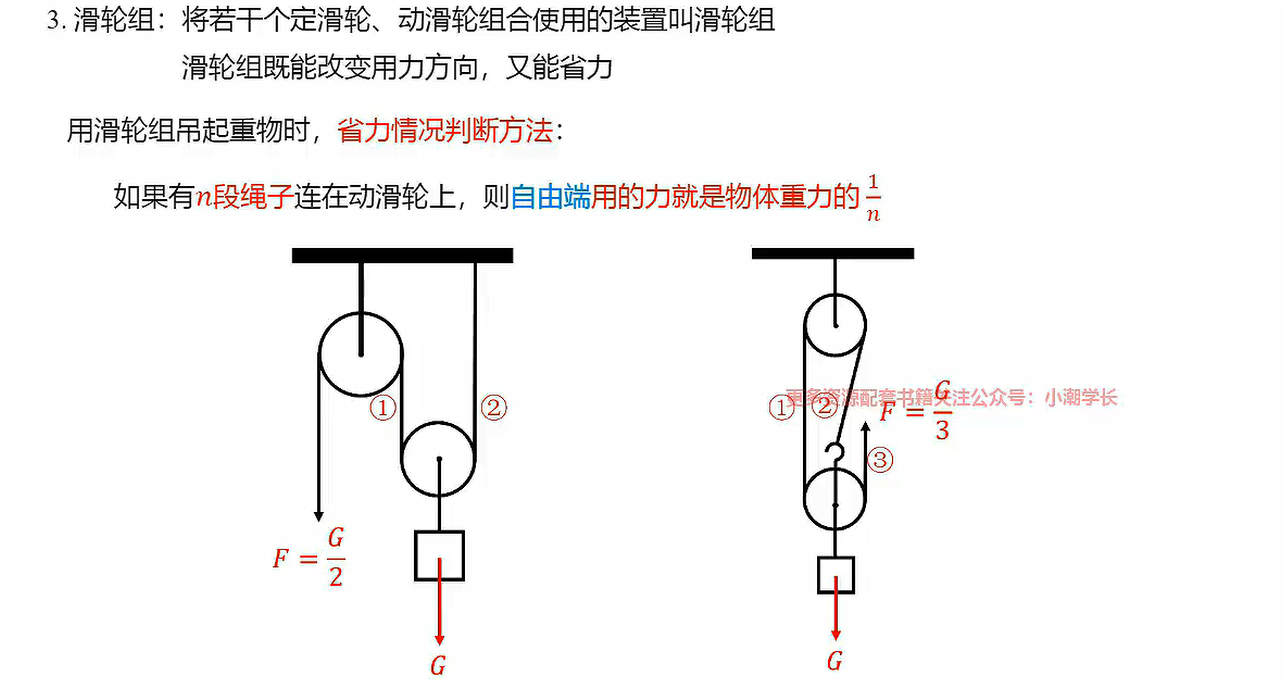 3. 滑轮组：将若干个定滑轮、动滑轮组合使用的装置叫滑轮组
滑轮组既能改变用力方向，又能省力
用滑轮组吊起重物时，省力情况判断方法：
如果有n段绳子连在动滑轮上，则自由端用的力就是物体重力的 1/n
① ②
F = G/2
G
更多资源配套书籍关注公众号：小潮学长
① ② F = G/3
③
G